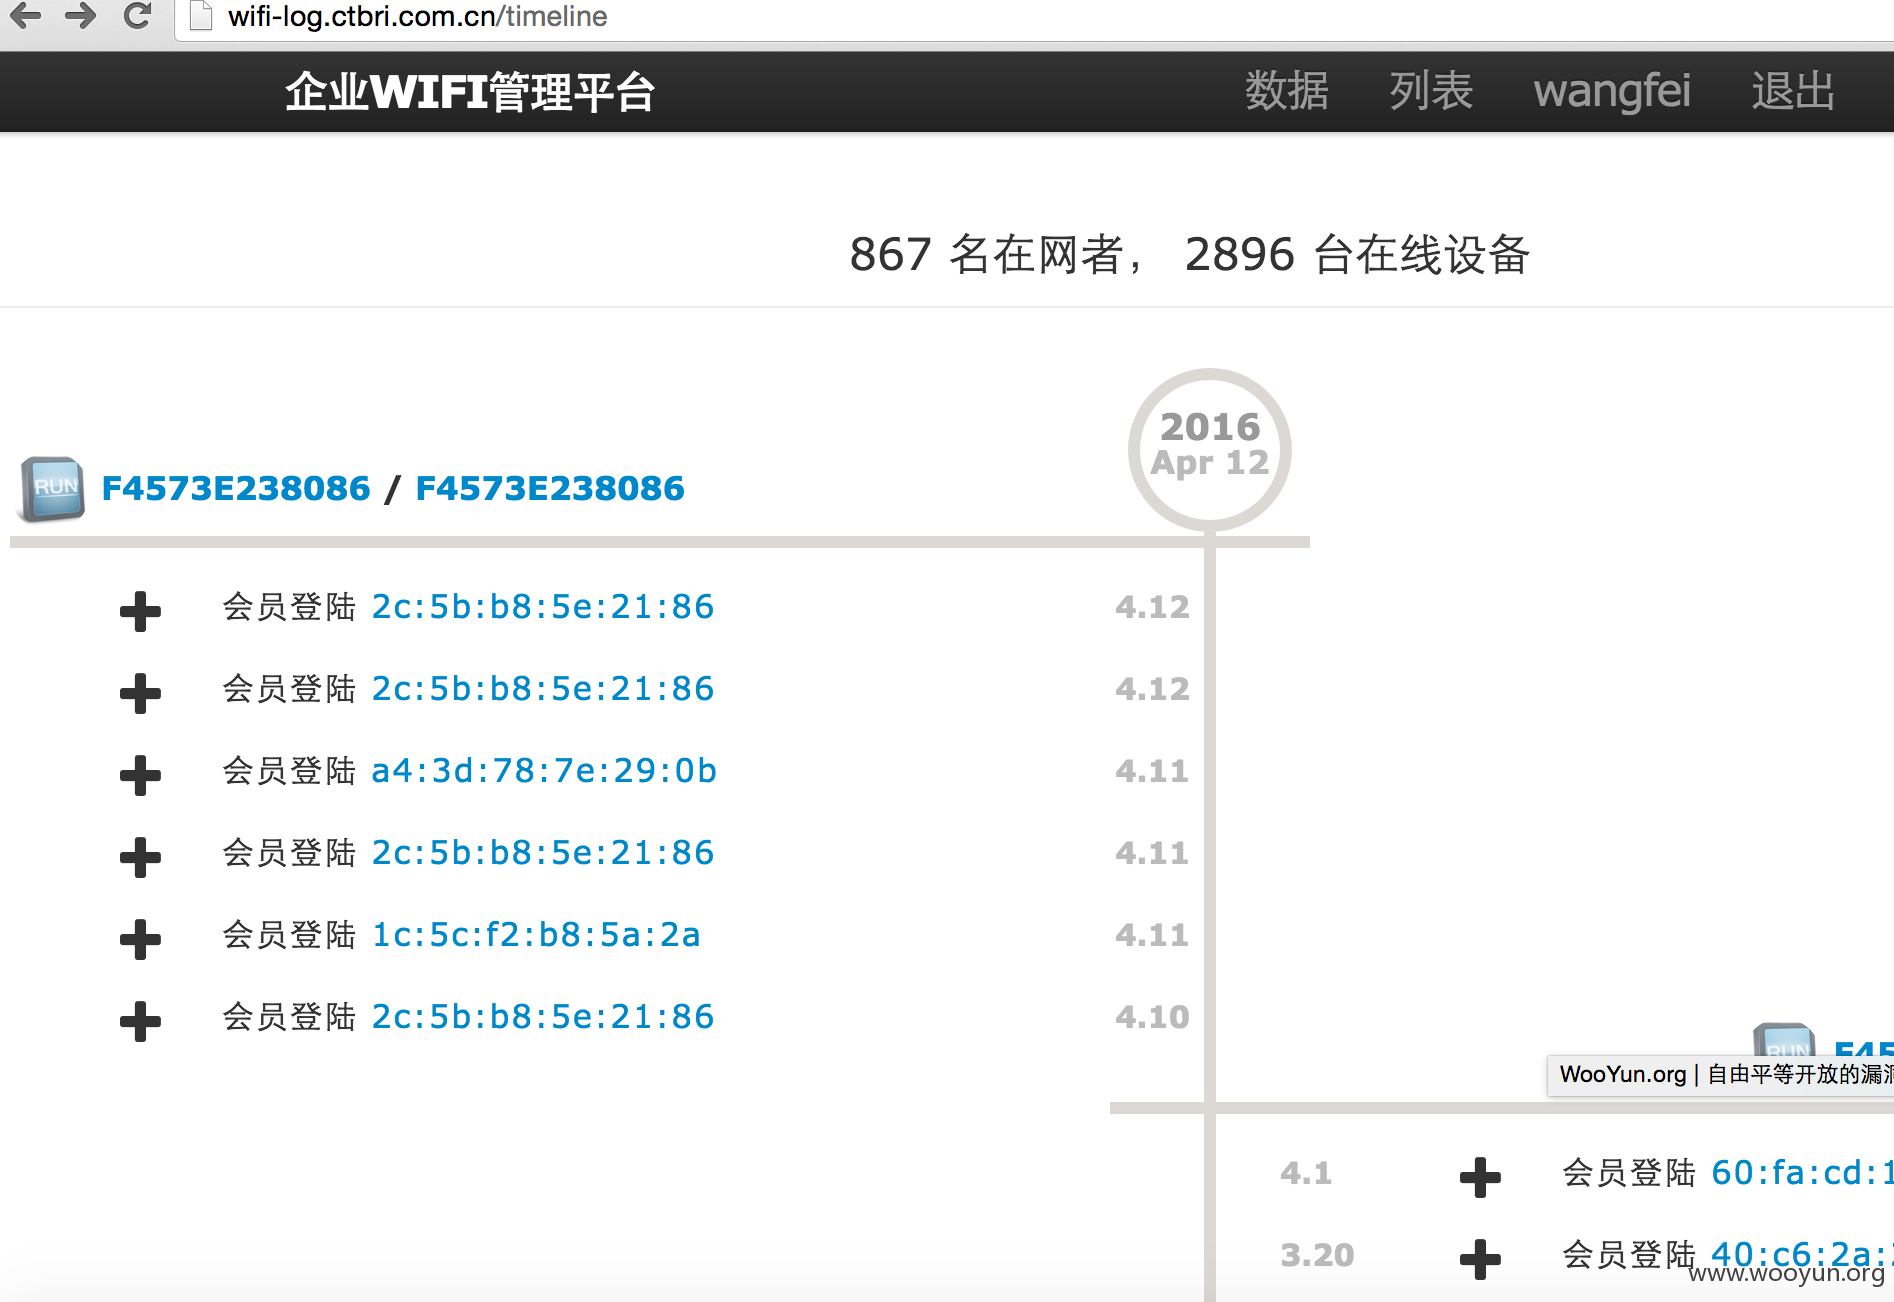 wifi-log.ctbri.com.cn/timeline
企业WIFI管理平台 数据 列表 wangfei 退出
867 名在网者， 2896 台在线设备
2016
Apr 12
RUN F4573E238086 / F4573E238086
会员登陆 2c:5b:b8:5e:21:86 4.12
会员登陆 2c:5b:b8:5e:21:86 4.12
会员登陆 a4:3d:78:7e:29:0b 4.11
会员登陆 2c:5b:b8:5e:21:86 4.11
会员登陆 1c:5c:f2:b8:5a:2a 4.11
会员登陆 2c:5b:b8:5e:21:86 4.10
RUN F45
WooYun.org | 自由平等开放的漏
4.1 会员登陆 60:fa:cd:1
3.20 会员登陆 40:c6:2a:
www.wooyun.org